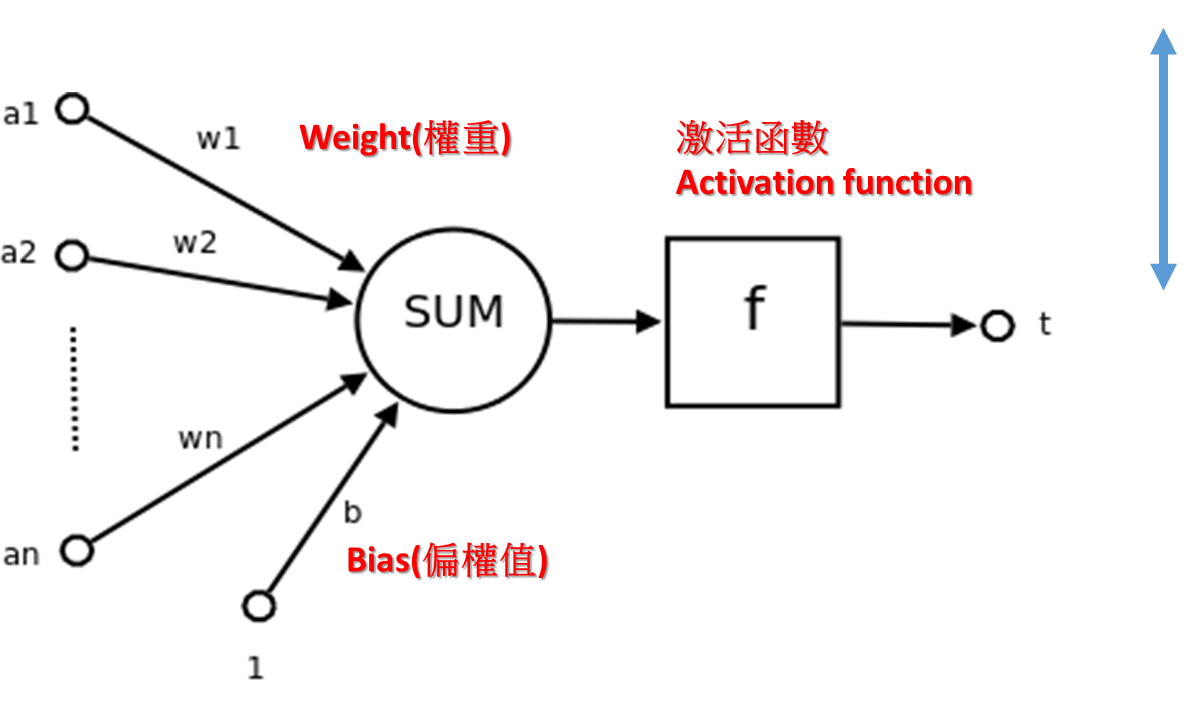 a1
w1
Weight(權重)
激活函數
Activation function
a2
w2
SUM
f
t
wn
an
b
Bias(偏權值)
1